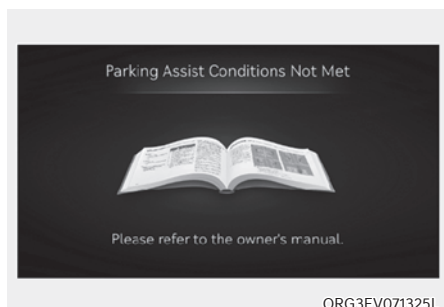 Parking Assist Conditions Not Met
Please refer to the owner's manual.
ORG3EV071325L